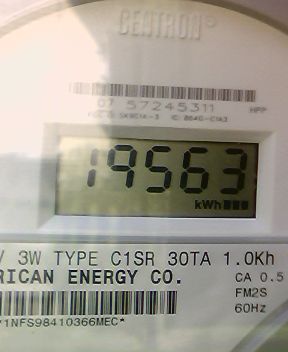 CENTRON
07 57245311 HPP
19563
kWh
3W TYPE C1SR 30TA 1.0Kh
RICAN ENERGY CO.
CA 0.5
FM2S
*1NFS98410366MEC*
60Hz